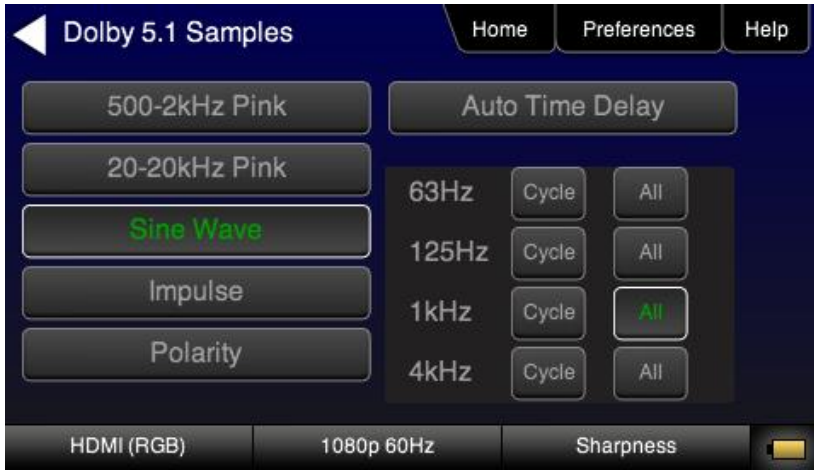 Dolby 5.1 Samples
Home
Preferences
Help
500-2kHz Pink
Auto Time Delay
20-20kHz Pink
Sine Wave
Impulse
Polarity
63Hz Cycle All
125Hz Cycle All
1kHz Cycle All
4kHz Cycle All
HDMI (RGB)
1080p 60Hz
Sharpness